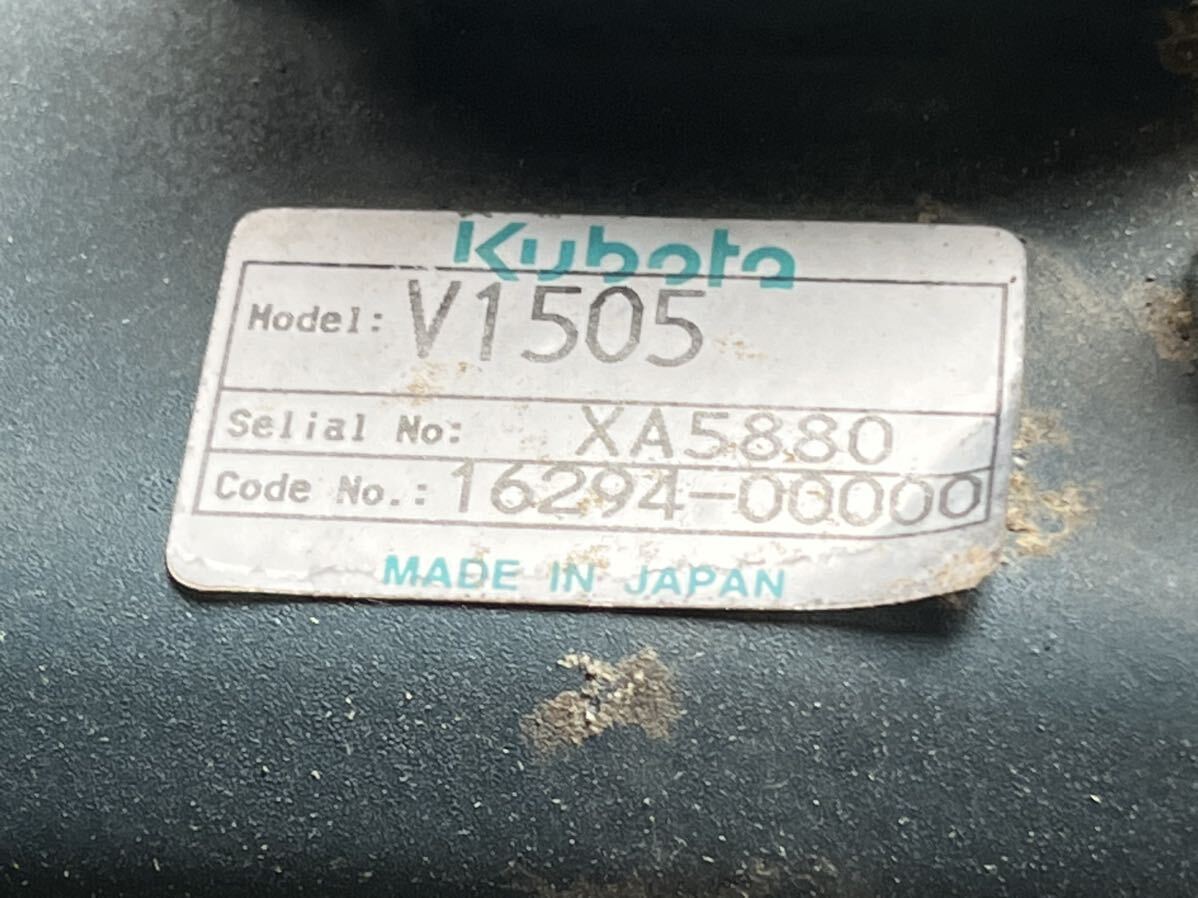 Kubota
Model: V1505
Selial No: XA5880
Code No.: 16294-00000
MADE IN JAPAN